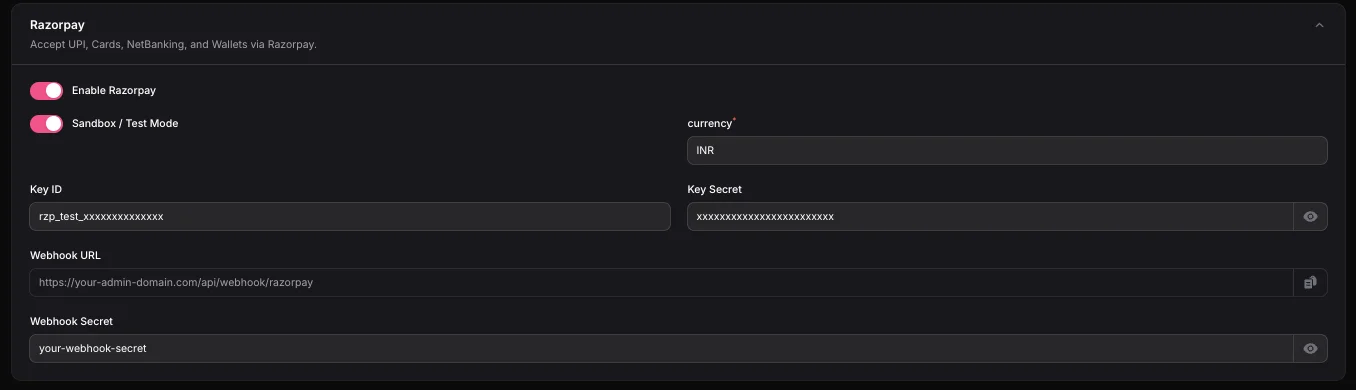 Razorpay
Accept UPI, Cards, NetBanking, and Wallets via Razorpay.
Enable Razorpay
Sandbox / Test Mode
currency*
INR
Key ID
Key Secret
rzp_test_xxxxxxxxxxxxxx
xxxxxxxxxxxxxxxxxxxxxxxx
Webhook URL
https://your-admin-domain.com/api/webhook/razorpay
Webhook Secret
your-webhook-secret